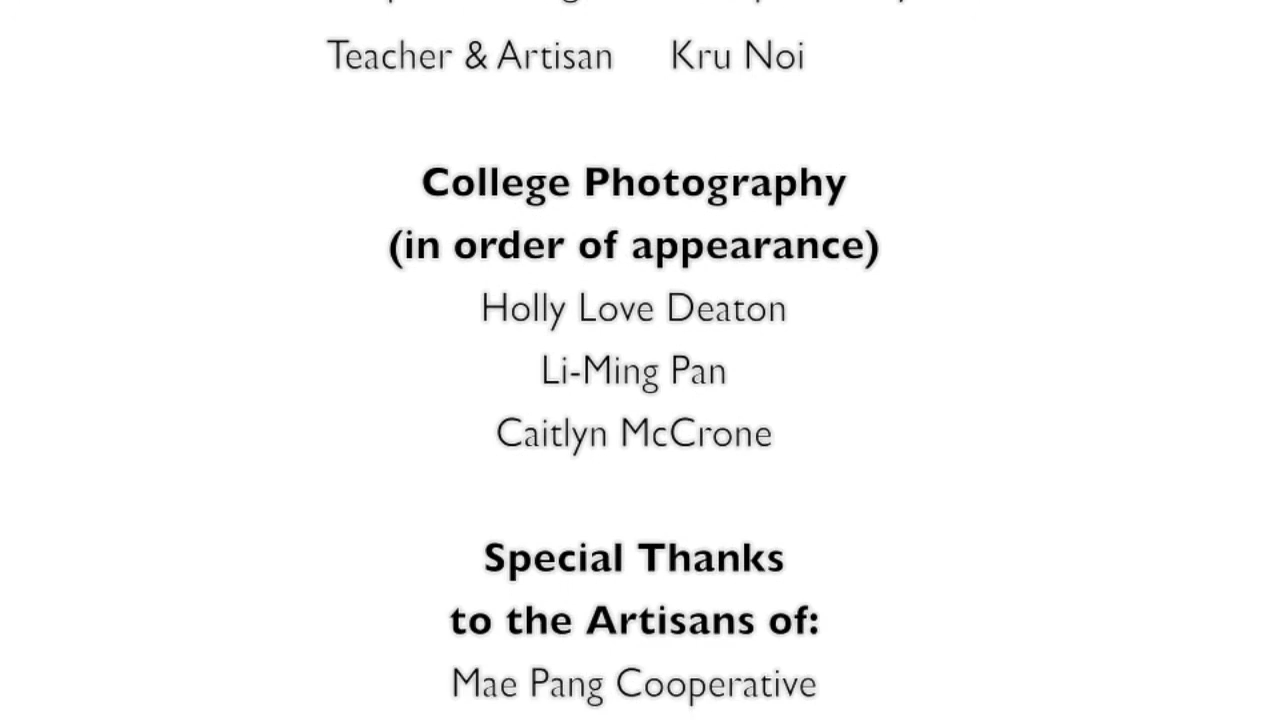 Teacher & Artisan Kru Noi
College Photography
(in order of appearance)
Holly Love Deaton
Li-Ming Pan
Caitlyn McCrone
Special Thanks
to the Artisans of:
Mae Pang Cooperative